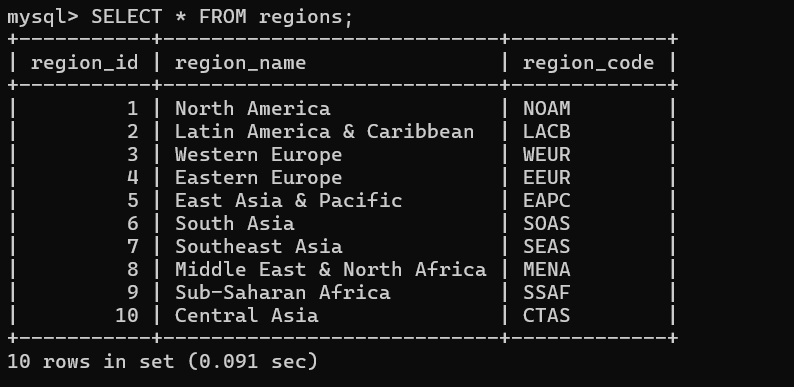 mysql> SELECT * FROM regions;
+-----------+----------------------------+-------------+
| region_id | region_name                | region_code |
+-----------+----------------------------+-------------+
|         1 | North America              | NOAM        |
|         2 | Latin America & Caribbean  | LACB        |
|         3 | Western Europe             | WEUR        |
|         4 | Eastern Europe             | EEUR        |
|         5 | East Asia & Pacific        | EAPC        |
|         6 | South Asia                 | SOAS        |
|         7 | Southeast Asia             | SEAS        |
|         8 | Middle East & North Africa | MENA        |
|         9 | Sub-Saharan Africa         | SSAF        |
|        10 | Central Asia               | CTAS        |
+-----------+----------------------------+-------------+
10 rows in set (0.091 sec)